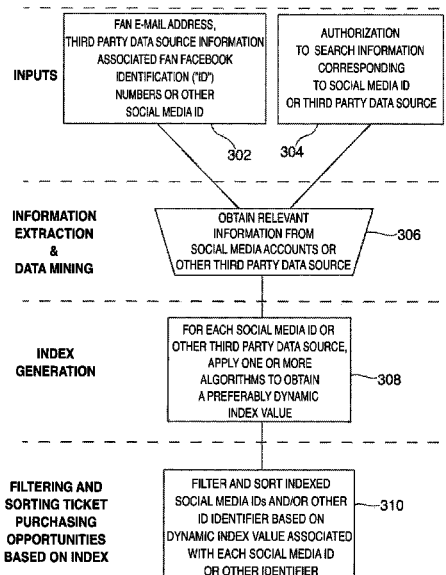 INPUTS
FAN E-MAIL ADDRESS,
THIRD PARTY DATA SOURCE INFORMATION
ASSOCIATED FAN FACEBOOK
IDENTIFICATION ("ID")
NUMBERS OR OTHER
SOCIAL MEDIA ID
302
AUTHORIZATION
TO SEARCH INFORMATION
CORRESPONDING
TO SOCIAL MEDIA ID
OR THIRD PARTY DATA SOURCE
304
INFORMATION
EXTRACTION
&
DATA MINING
OBTAIN RELEVANT
INFORMATION FROM
SOCIAL MEDIA ACCOUNTS OR
OTHER THIRD PARTY DATA SOURCE
306
INDEX
GENERATION
FOR EACH SOCIAL MEDIA ID OR
OTHER THIRD PARTY DATA SOURCE,
APPLY ONE OR MORE
ALGORITHMS TO OBTAIN
A PREFERABLY DYNAMIC
INDEX VALUE
308
FILTERING AND
SORTING TICKET
PURCHASING
OPPORTUNITIES
BASED ON INDEX
FILTER AND SORT INDEXED
SOCIAL MEDIA IDs AND/OR OTHER
ID IDENTIFIER BASED ON
DYNAMIC INDEX VALUE ASSOCIATED
WITH EACH SOCIAL MEDIA ID
OR OTHER IDENTIFIER
310